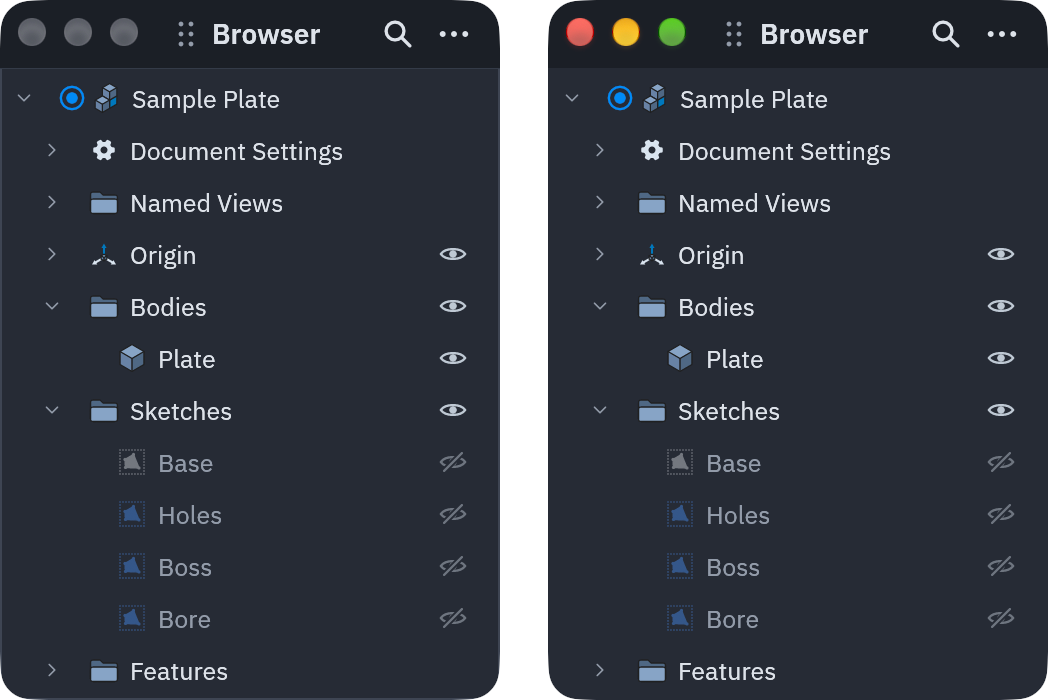 Browser
Sample Plate
Document Settings
Named Views
Origin
Bodies
Plate
Sketches
Base
Holes
Boss
Bore
Features
Browser
Sample Plate
Document Settings
Named Views
Origin
Bodies
Plate
Sketches
Base
Holes
Boss
Bore
Features